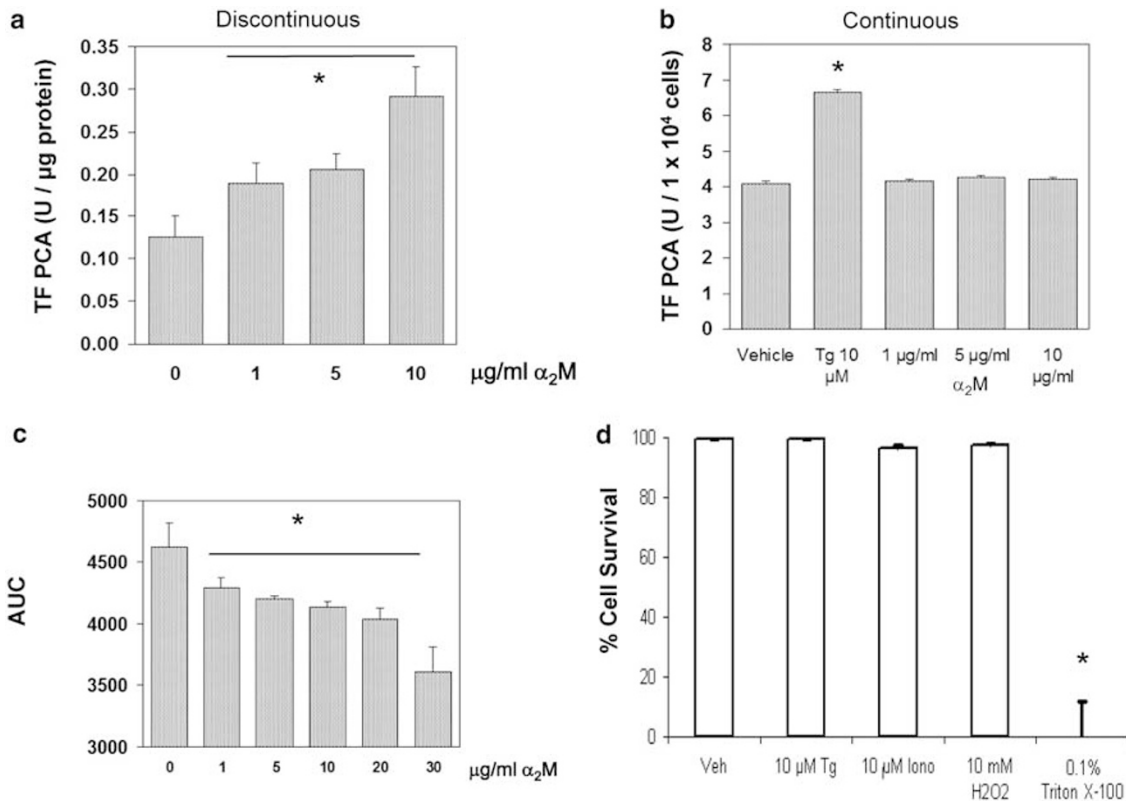 a
Discontinuous
TF PCA (U / µg protein)
0.35
0.30
0.25
0.20
0.15
0.10
0.05
0.00
*
0 1 5 10 µg/ml α₂M
b
Continuous
TF PCA (U / 1 x 10⁴ cells)
8
7
6
5
4
3
2
1
0
*
Vehicle Tg 10 1 µg/ml 5 µg/ml 10
µM α₂M µg/ml
c
AUC
5000
4500
4000
3500
3000
*
0 1 5 10 20 30 µg/ml α₂M
d
% Cell Survival
100
80
60
40
20
0
*
Veh 10 µM Tg 10 µM Iono 10 mM 0.1%
H2O2 Triton X-100